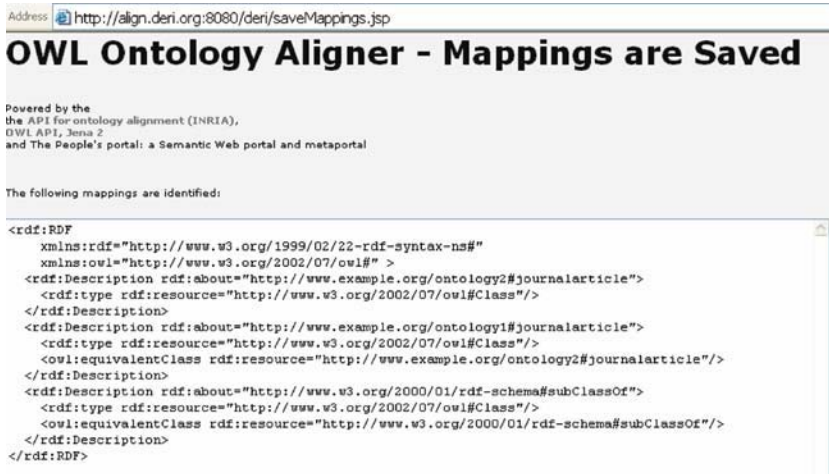 Address http://align.deri.org:8080/deri/saveMappings.jsp
OWL Ontology Aligner - Mappings are Saved
Powered by the
the API for ontology alignment (INRIA),
OWL API, Jena 2
and The People's portal: a Semantic Web portal and metaportal
The following mappings are identified:
<rdf:RDF
xmlns:rdf="http://www.w3.org/1999/02/22-rdf-syntax-ns#"
xmlns:owl="http://www.w3.org/2002/07/owl#" >
<rdf:Description rdf:about="http://www.example.org/ontology2#journalarticle">
<rdf:type rdf:resource="http://www.w3.org/2002/07/owl#Class"/>
</rdf:Description>
<rdf:Description rdf:about="http://www.example.org/ontology1#journalarticle">
<rdf:type rdf:resource="http://www.w3.org/2002/07/owl#Class"/>
<owl:equivalentClass rdf:resource="http://www.example.org/ontology2#journalarticle"/>
</rdf:Description>
<rdf:Description rdf:about="http://www.w3.org/2000/01/rdf-schema#subClassOf">
<rdf:type rdf:resource="http://www.w3.org/2002/07/owl#Class"/>
<owl:equivalentClass rdf:resource="http://www.w3.org/2000/01/rdf-schema#subClassOf"/>
</rdf:Description>
</rdf:RDF>